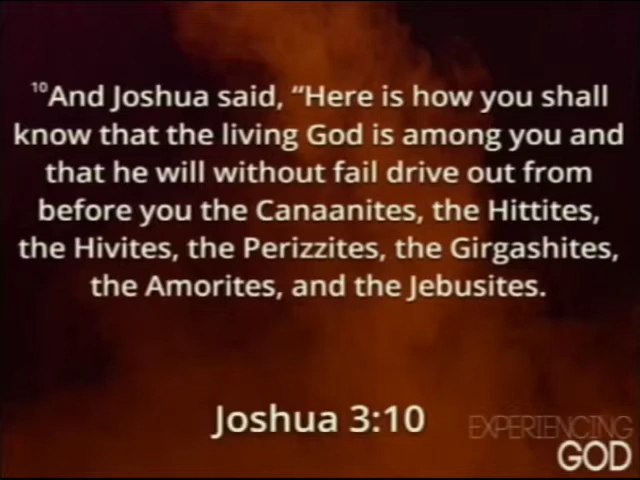 ¹⁰And Joshua said, “Here is how you shall
know that the living God is among you and
that he will without fail drive out from
before you the Canaanites, the Hittites,
the Hivites, the Perizzites, the Girgashites,
the Amorites, and the Jebusites.
Joshua 3:10
EXPERIENCING
GOD